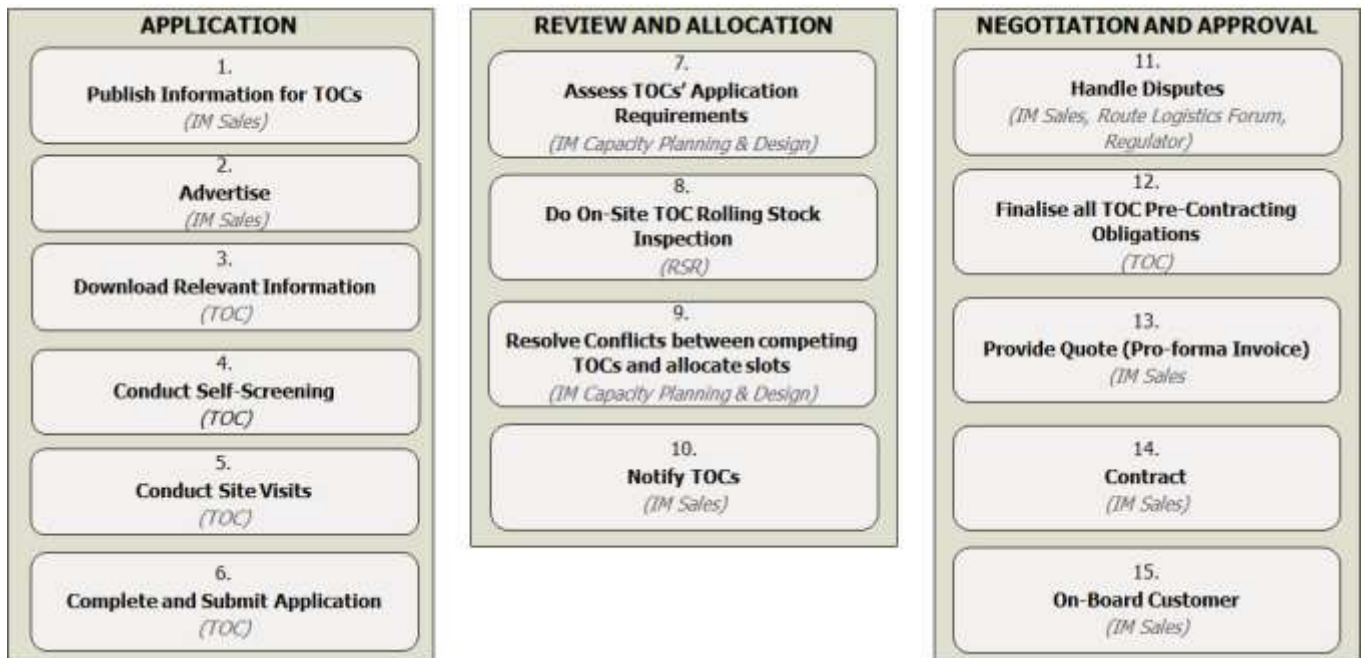 APPLICATION
1.
Publish Information for TOCs
(IM Sales)
2.
Advertise
(IM Sales)
3.
Download Relevant Information
(TOC)
4.
Conduct Self-Screening
(TOC)
5.
Conduct Site Visits
(TOC)
6.
Complete and Submit Application
(TOC)
REVIEW AND ALLOCATION
7.
Assess TOCs' Application
Requirements
(IM Capacity Planning & Design)
8.
Do On-Site TOC Rolling Stock
Inspection
(RSR)
9.
Resolve Conflicts between competing
TOCs and allocate slots
(IM Capacity Planning & Design)
10.
Notify TOCs
(IM Sales)
NEGOTIATION AND APPROVAL
11.
Handle Disputes
(IM Sales, Route Logistics Forum,
Regulator)
12.
Finalise all TOC Pre-Contracting
Obligations
(TOC)
13.
Provide Quote (Pro-forma Invoice)
(IM Sales
14.
Contract
(IM Sales)
15.
On-Board Customer
(IM Sales)